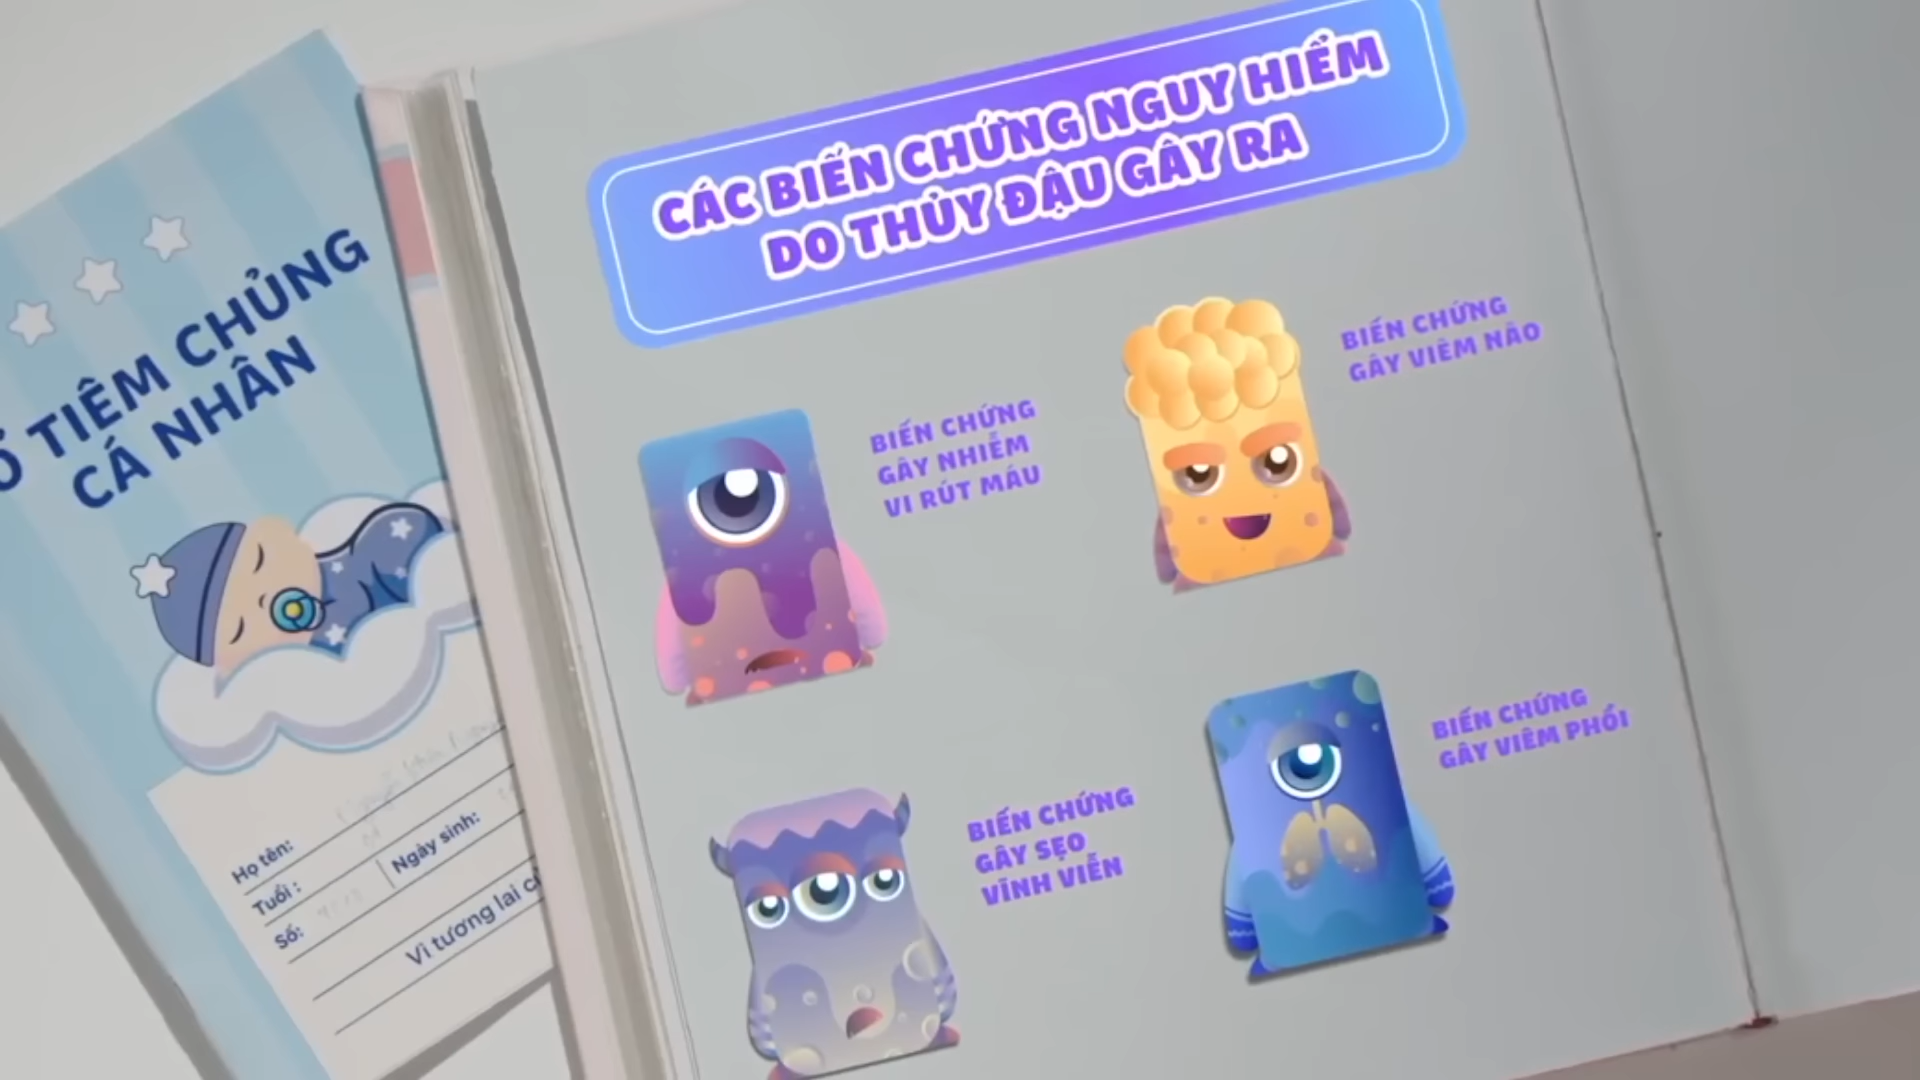 CÁC BIẾN CHỨNG NGUY HIỂM
DO THỦY ĐẬU GÂY RA
BIẾN CHỨNG
GÂY NHIỄM
VI RÚT MÁU
BIẾN CHỨNG
GÂY VIÊM NÃO
BIẾN CHỨNG
GÂY SẸO
VĨNH VIỄN
BIẾN CHỨNG
GÂY VIÊM PHỔI
TIÊM CHỦNG
CÁ NHÂN
Họ tên:
Tuổi :
Ngày sinh:
Số:
Vì tương lai